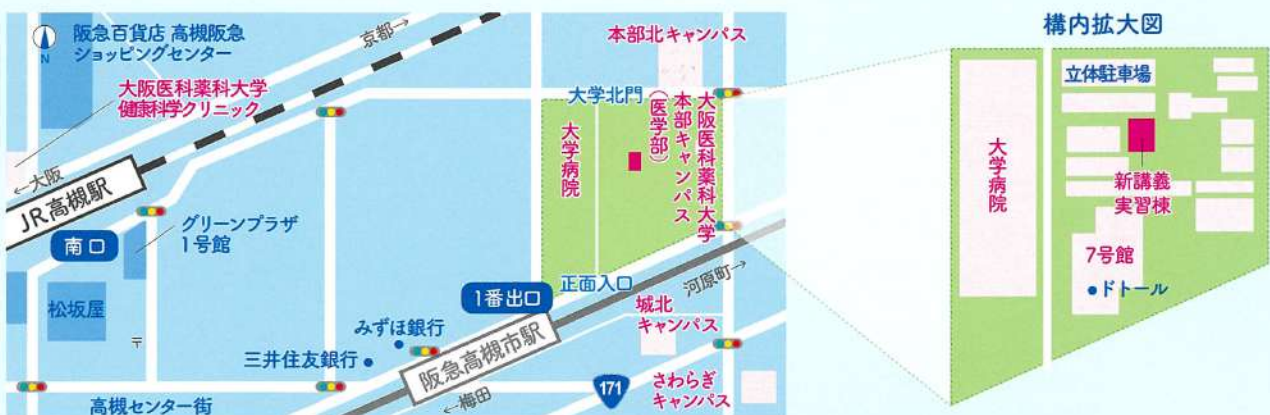 N
阪急百貨店 高槻阪急
ショッピングセンター
京都→
大阪医科薬科大学
健康科学クリニック
←大阪
JR高槻駅
南口
グリーンプラザ
1号館
松坂屋
〒
高槻センター街
三井住友銀行
みずほ銀行
1番出口
阪急高槻市駅
←梅田
河原町→
正面入口
大学北門
大学病院
本部北キャンパス
大阪医科薬科大学
本部キャンパス
(医学部)
城北
キャンパス
171
さわらぎ
キャンパス
構内拡大図
立体駐車場
大学病院
新講義
実習棟
7号館
ドトール